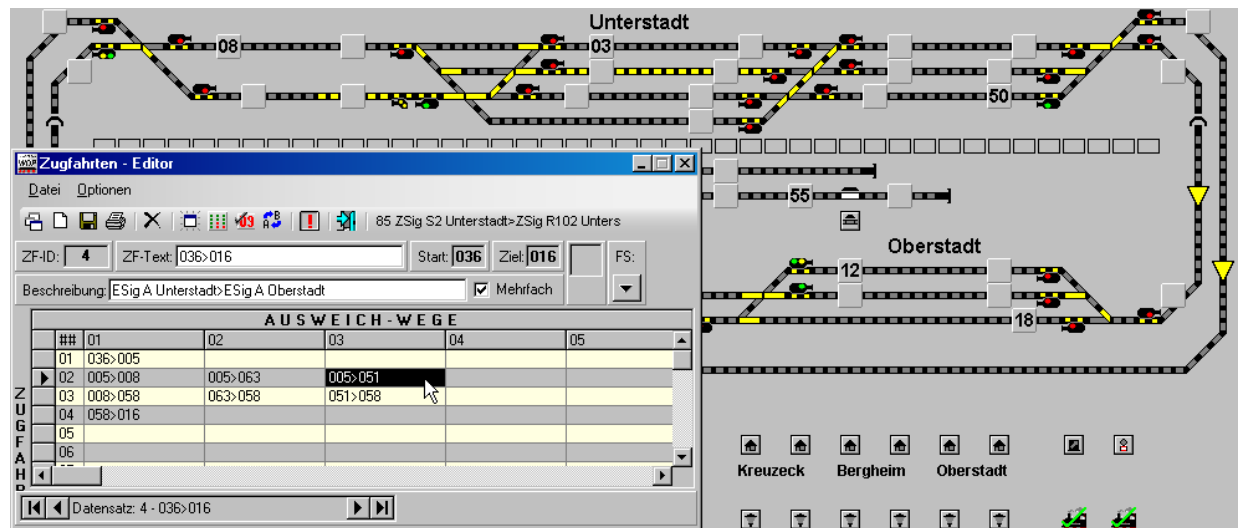 Unterstadt
08
03
50
Zugfahrten - Editor
Datei Optionen
85 ZSig S2 Unterstadt>ZSig R102 Unters
ZF-ID: 4 ZF-Text: 036>016 Start: 036 Ziel: 016 FS:
Beschreibung: ESig A Unterstadt>ESig A Oberstadt Mehrfach
AUSWEICH-WEGE
## 01 02 03 04 05
01 036>005
02 005>008 005>063 005>051
03 008>058 063>058 051>058
04 058>016
05
06
ZUGFAH
Datensatz: 4 - 036>016
55
Oberstadt
12
18
Kreuzeck Bergheim Oberstadt